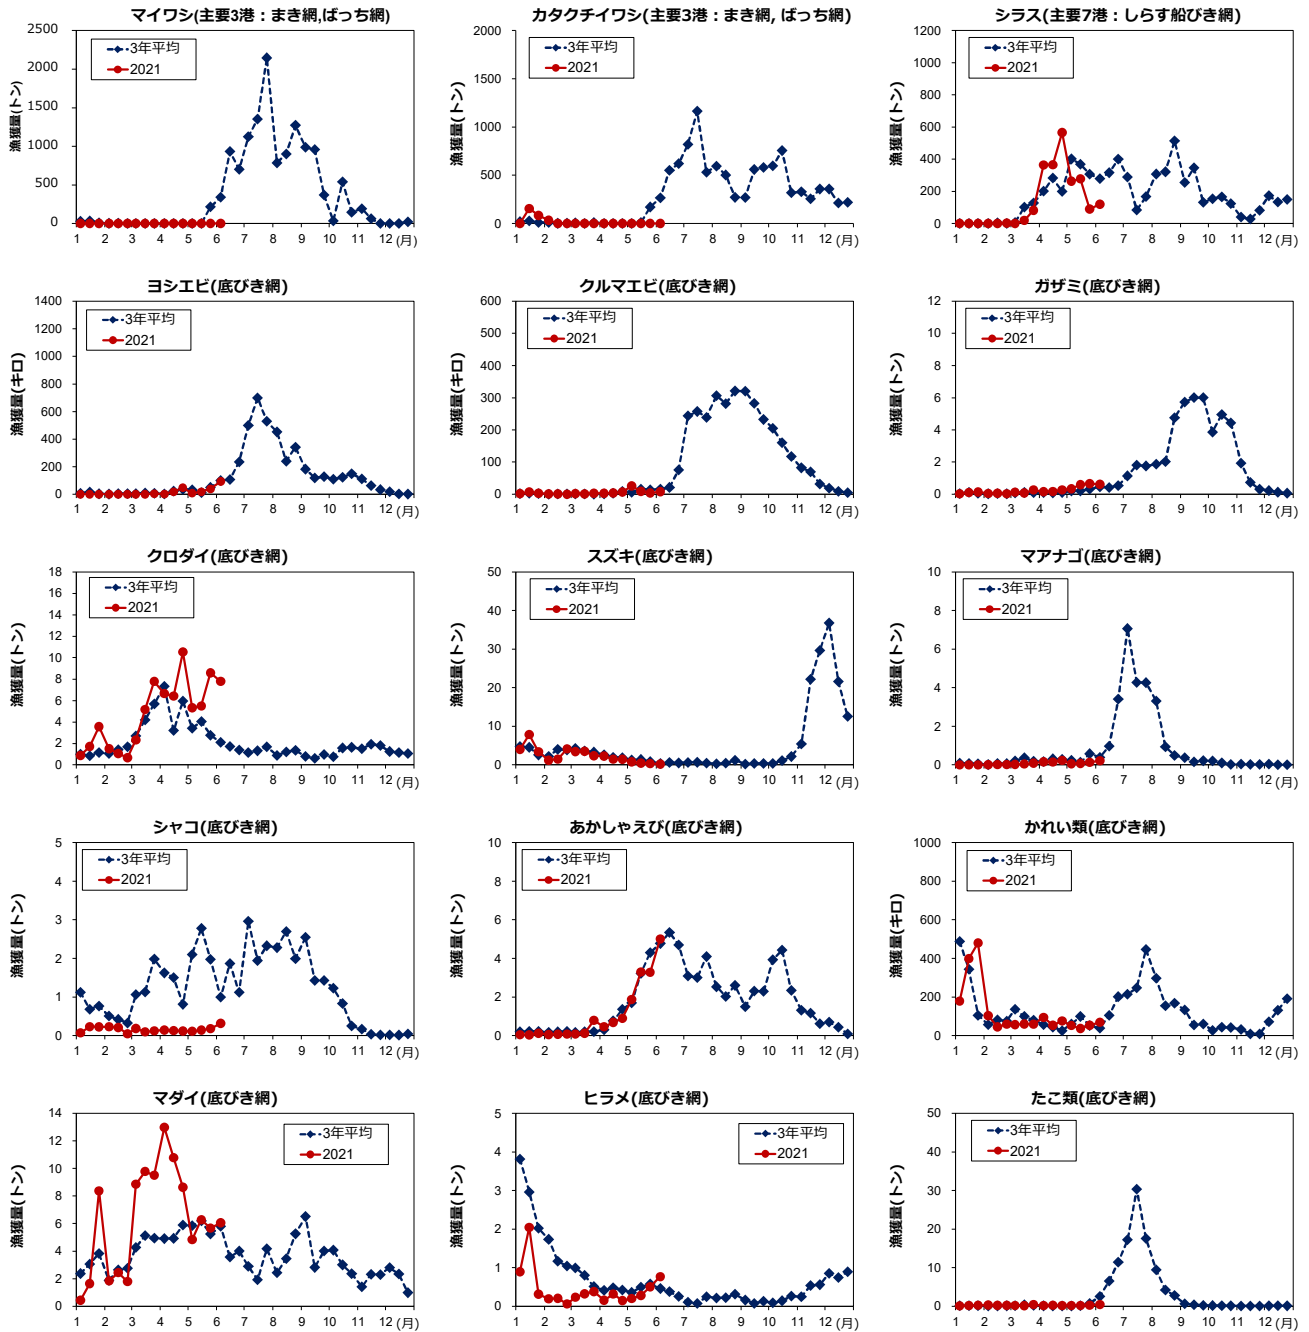 マイワシ(主要3港：まき網,ばっち網)
漁獲量(トン)
2500
2000
1500
1000
500
0
3年平均
2021
1 2 3 4 5 6 7 8 9 10 11 12 (月)
カタクチイワシ(主要3港：まき網, ばっち網)
漁獲量(トン)
2000
1500
1000
500
0
3年平均
2021
1 2 3 4 5 6 7 8 9 10 11 12 (月)
シラス(主要7港：しらす船びき網)
漁獲量(トン)
1200
1000
800
600
400
200
0
3年平均
2021
1 2 3 4 5 6 7 8 9 10 11 12 (月)
ヨシエビ(底びき網)
漁獲量(キロ)
1400
1200
1000
800
600
400
200
0
3年平均
2021
1 2 3 4 5 6 7 8 9 10 11 12 (月)
クルマエビ(底びき網)
漁獲量(キロ)
600
500
400
300
200
100
0
3年平均
2021
1 2 3 4 5 6 7 8 9 10 11 12 (月)
ガザミ(底びき網)
漁獲量(トン)
12
10
8
6
4
2
0
3年平均
2021
1 2 3 4 5 6 7 8 9 10 11 12 (月)
クロダイ(底びき網)
漁獲量(トン)
18
16
14
12
10
8
6
4
2
0
3年平均
2021
1 2 3 4 5 6 7 8 9 10 11 12 (月)
スズキ(底びき網)
漁獲量(トン)
50
40
30
20
10
0
3年平均
2021
1 2 3 4 5 6 7 8 9 10 11 12 (月)
マアナゴ(底びき網)
漁獲量(トン)
10
8
6
4
2
0
3年平均
2021
1 2 3 4 5 6 7 8 9 10 11 12 (月)
シャコ(底びき網)
漁獲量(トン)
5
4
3
2
1
0
3年平均
2021
1 2 3 4 5 6 7 8 9 10 11 12 (月)
あかしゃえび(底びき網)
漁獲量(トン)
10
8
6
4
2
0
3年平均
2021
1 2 3 4 5 6 7 8 9 10 11 12 (月)
かれい類(底びき網)
漁獲量(キロ)
1000
800
600
400
200
0
3年平均
2021
1 2 3 4 5 6 7 8 9 10 11 12 (月)
マダイ(底びき網)
漁獲量(トン)
14
12
10
8
6
4
2
0
3年平均
2021
1 2 3 4 5 6 7 8 9 10 11 12 (月)
ヒラメ(底びき網)
漁獲量(トン)
5
4
3
2
1
0
3年平均
2021
1 2 3 4 5 6 7 8 9 10 11 12 (月)
たこ類(底びき網)
漁獲量(トン)
50
40
30
20
10
0
3年平均
2021
1 2 3 4 5 6 7 8 9 10 11 12 (月)